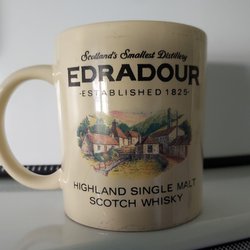 Scotland's Smallest Distillery
EDRADOUR
·ESTABLISHED 1825·
HIGHLAND SINGLE MALT
SCOTCH WHISKY